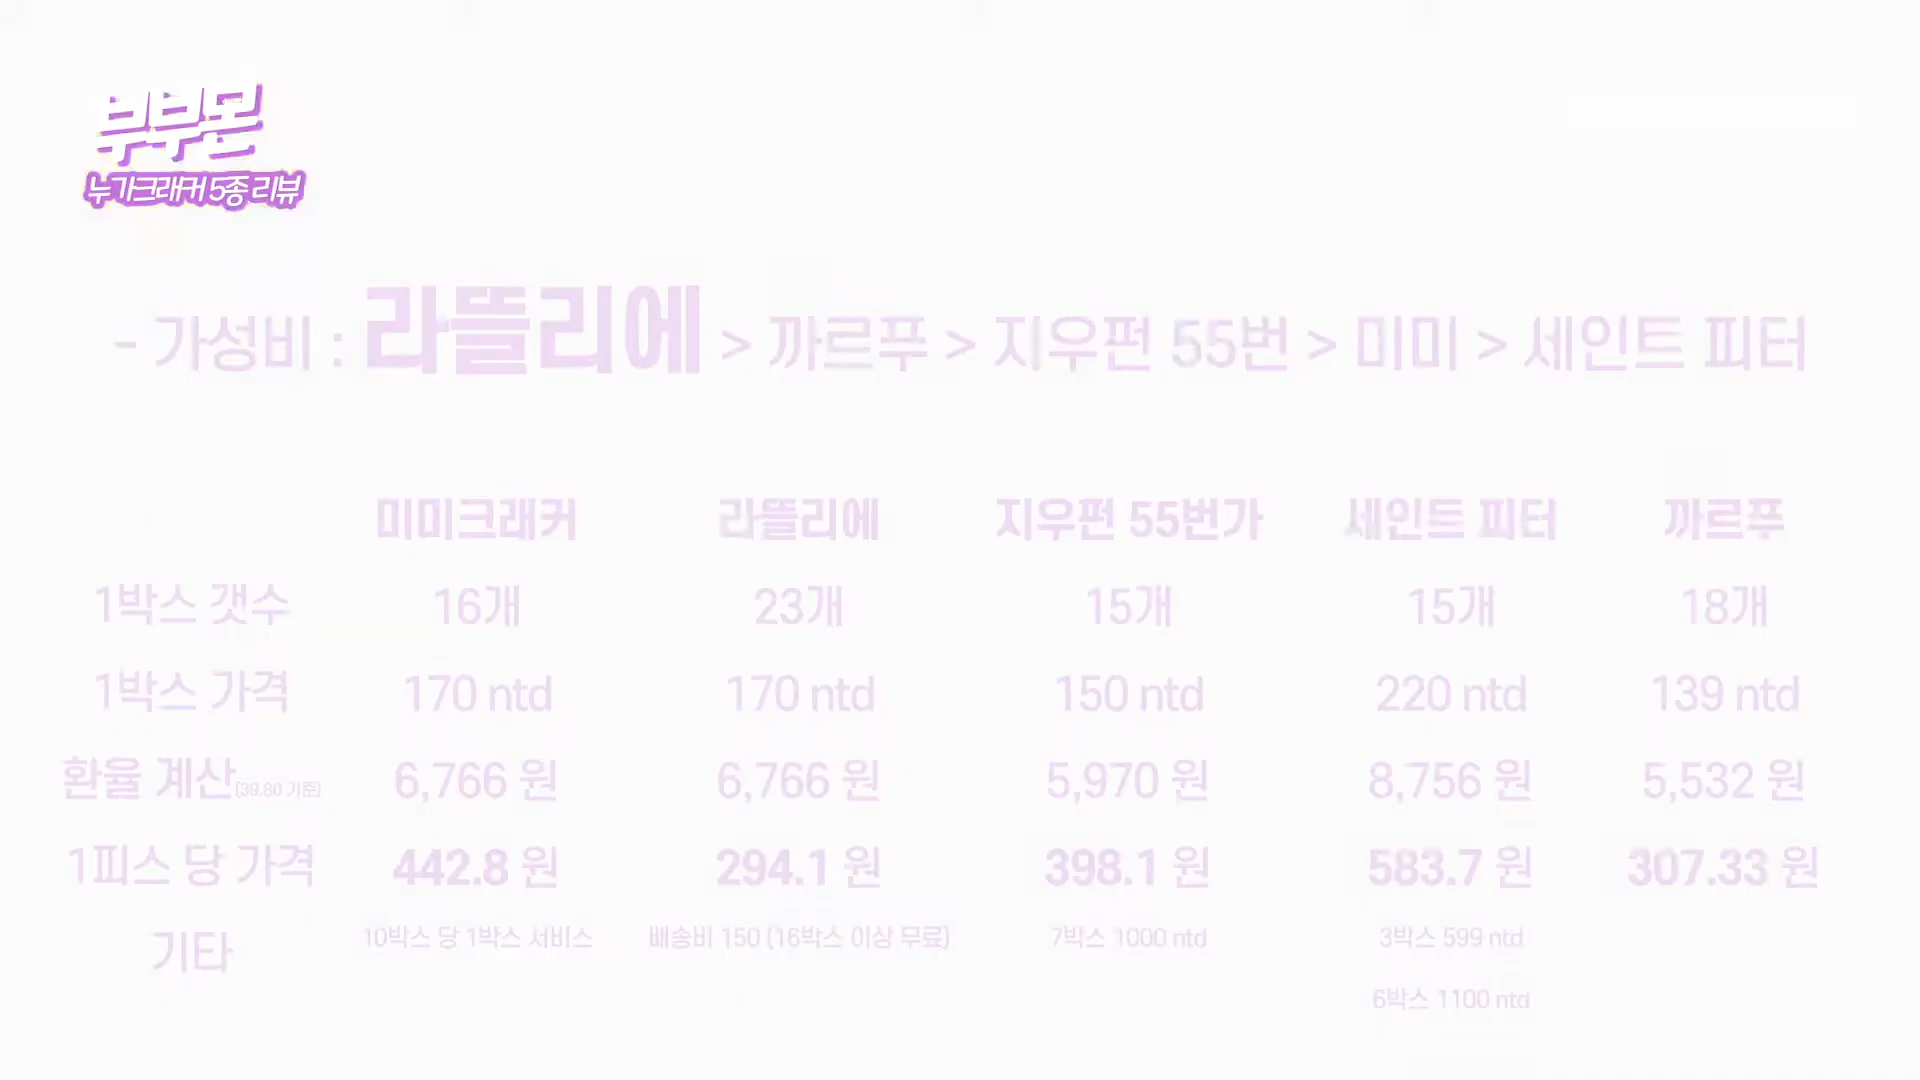 부부몬
누가크래커 5종 리뷰
- 가성비 : 라뜰리에 > 까르푸 > 지우펀 55번 > 미미 > 세인트 피터
미미크래커 라뜰리에 지우펀 55번가 세인트 피터 까르푸
1박스 갯수 16개 23개 15개 15개 18개
1박스 가격 170 ntd 170 ntd 150 ntd 220 ntd 139 ntd
환율 계산(39.80 기준) 6,766 원 6,766 원 5,970 원 8,756 원 5,532 원
1피스 당 가격 442.8 원 294.1 원 398.1 원 583.7 원 307.33 원
기타 10박스 당 1박스 서비스 배송비 150 (16박스 이상 무료) 7박스 1000 ntd 3박스 599 ntd
6박스 1100 ntd